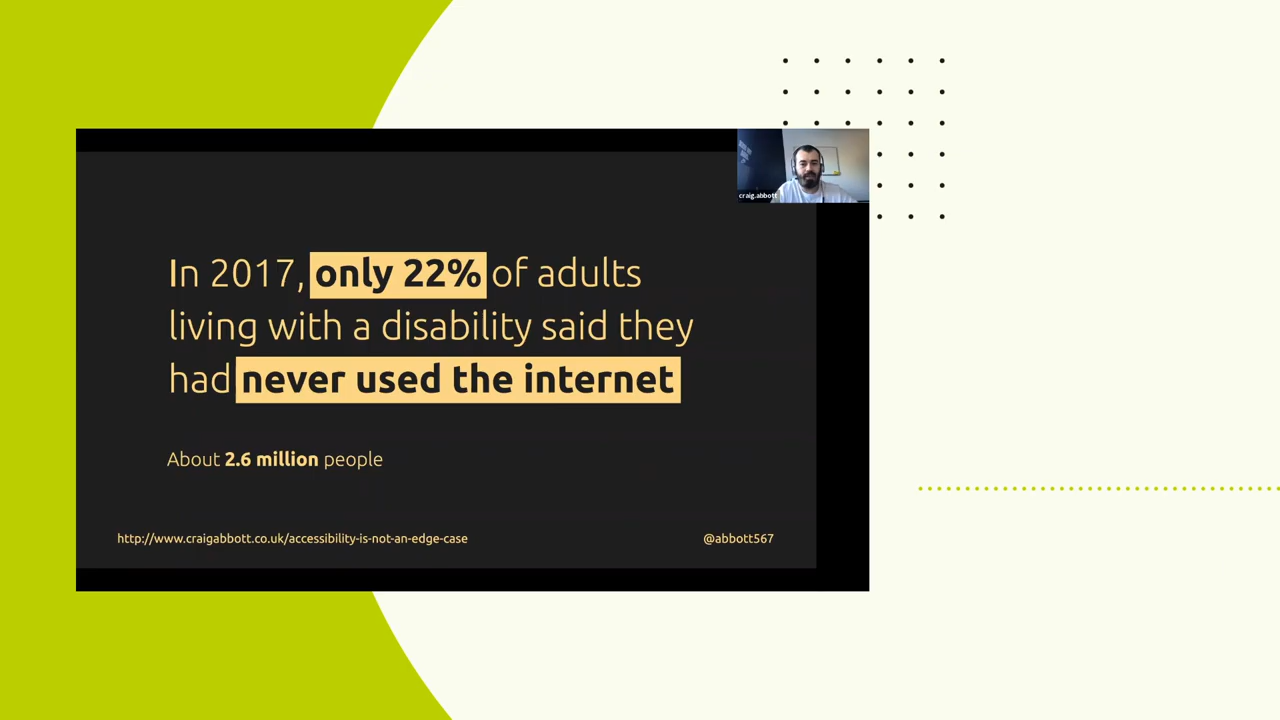 craig.abbott
In 2017, only 22% of adults
living with a disability said they
had never used the internet
About 2.6 million people
http://www.craigabbott.co.uk/accessibility-is-not-an-edge-case
@abbott567